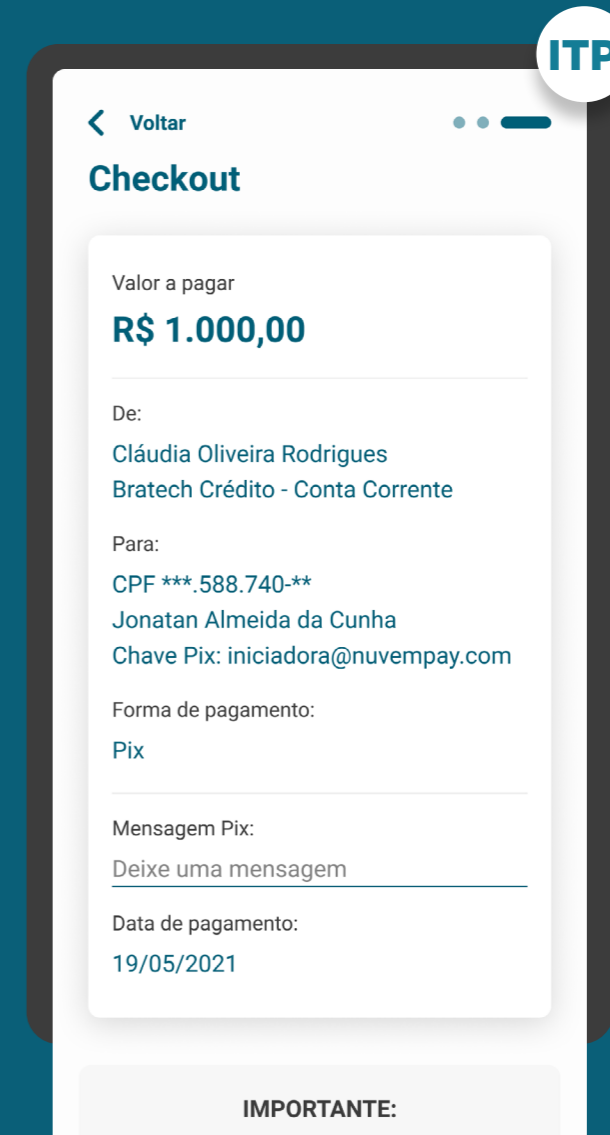 ITP
Voltar
Checkout
Valor a pagar
R$ 1.000,00
De:
Cláudia Oliveira Rodrigues
Bratech Crédito - Conta Corrente
Para:
CPF ***.588.740-**
Jonatan Almeida da Cunha
Chave Pix: iniciadora@nuvempay.com
Forma de pagamento:
Pix
Mensagem Pix:
Deixe uma mensagem
Data de pagamento:
19/05/2021
IMPORTANTE: